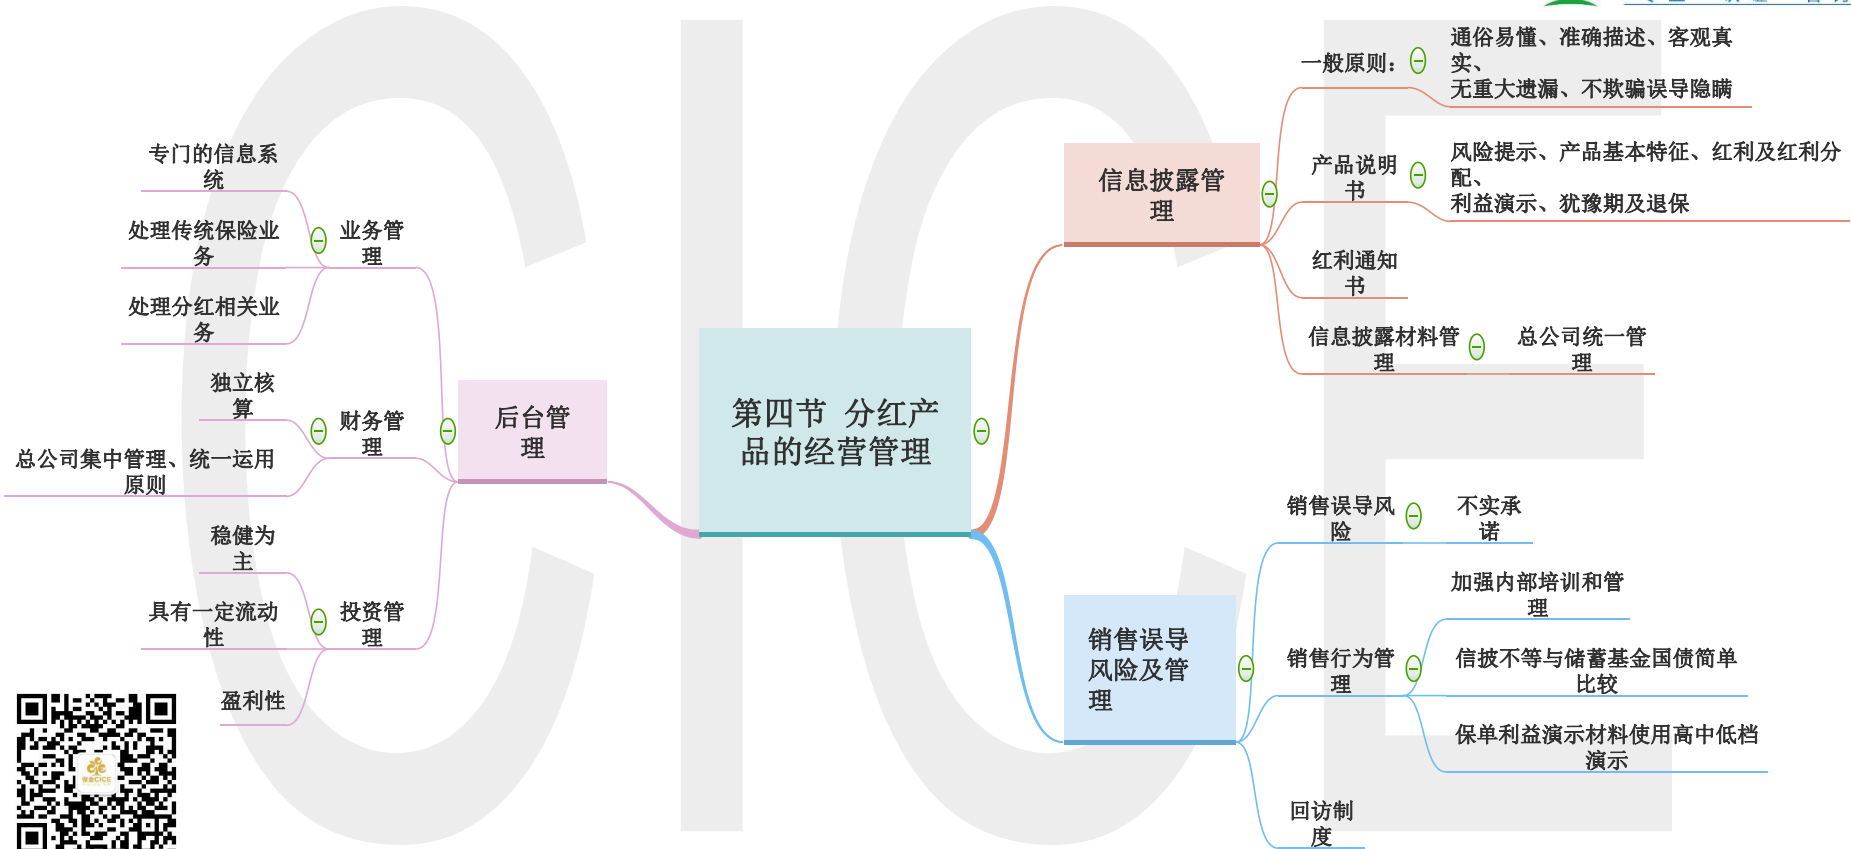 第四节 分红产
品的经营管理
后台管
理
业务管
理
专门的信息系
统
处理传统保险业
务
处理分红相关业
务
财务管
理
独立核
算
总公司集中管理、统一运用
原则
投资管
理
稳健为
主
具有一定流动
性
盈利性
信息披露管
理
一般原则：
通俗易懂、准确描述、客观真
实、
无重大遗漏、不欺骗误导隐瞒
产品说明
书
风险提示、产品基本特征、红利及红利分
配、
利益演示、犹豫期及退保
红利通知
书
信息披露材料管
理
总公司统一管
理
销售误导
风险及管
理
销售误导风
险
不实承
诺
销售行为管
理
加强内部培训和管
理
信披不等与储蓄基金国债简单
比较
保单利益演示材料使用高中低档
演示
回访制
度
CICE